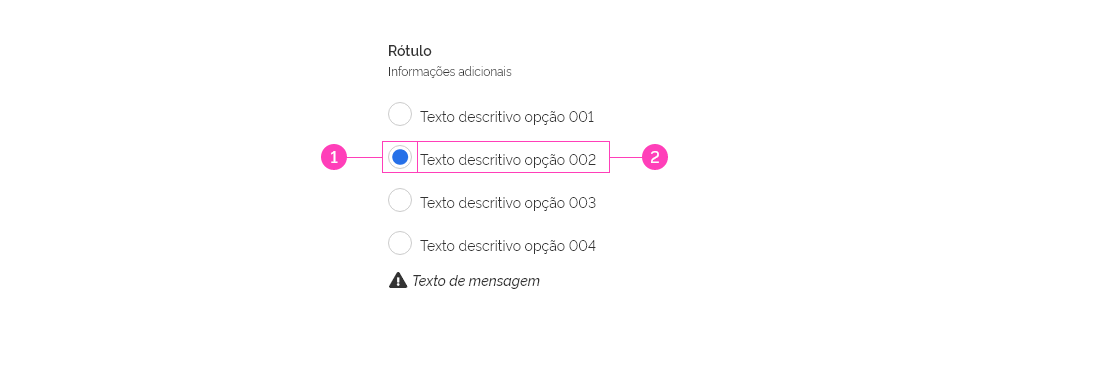 Rótulo
Informações adicionais
Texto descritivo opção 001
1 Texto descritivo opção 002 2
Texto descritivo opção 003
Texto descritivo opção 004
Texto de mensagem